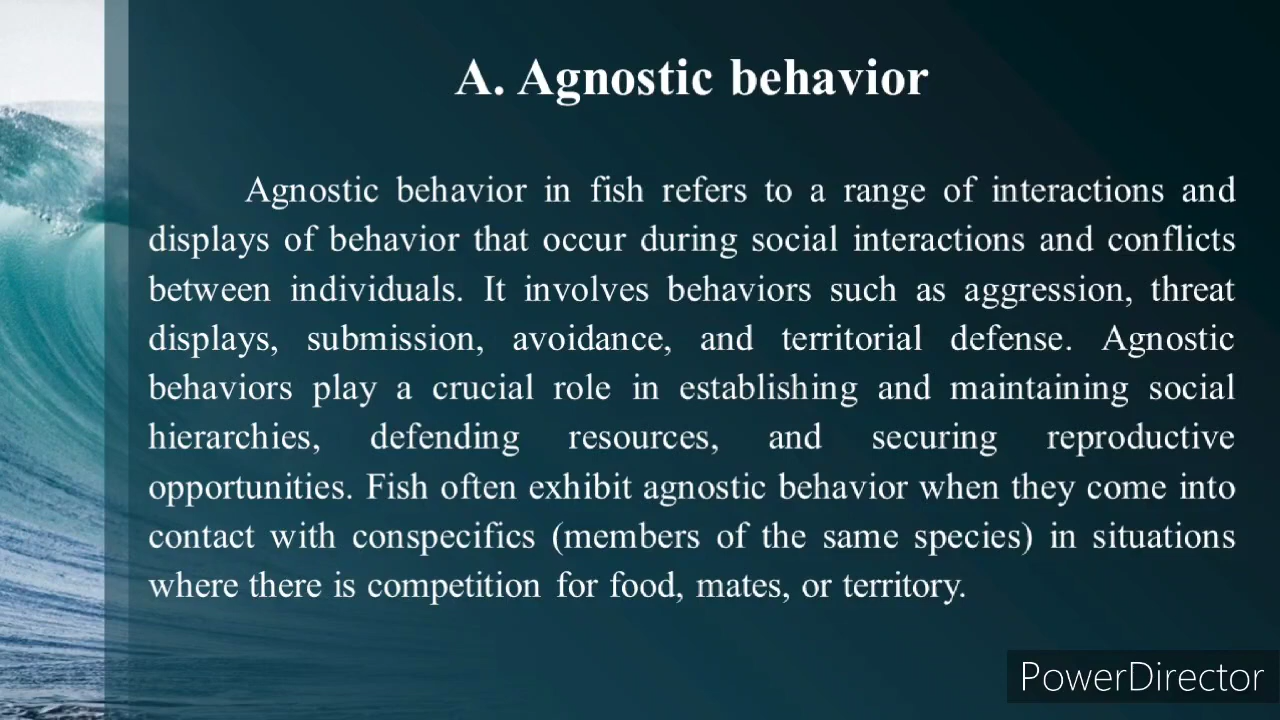 A. Agnostic behavior
Agnostic behavior in fish refers to a range of interactions and
displays of behavior that occur during social interactions and conflicts
between individuals. It involves behaviors such as aggression, threat
displays, submission, avoidance, and territorial defense. Agnostic
behaviors play a crucial role in establishing and maintaining social
hierarchies, defending resources, and securing reproductive
opportunities. Fish often exhibit agnostic behavior when they come into
contact with conspecifics (members of the same species) in situations
where there is competition for food, mates, or territory.
PowerDirector